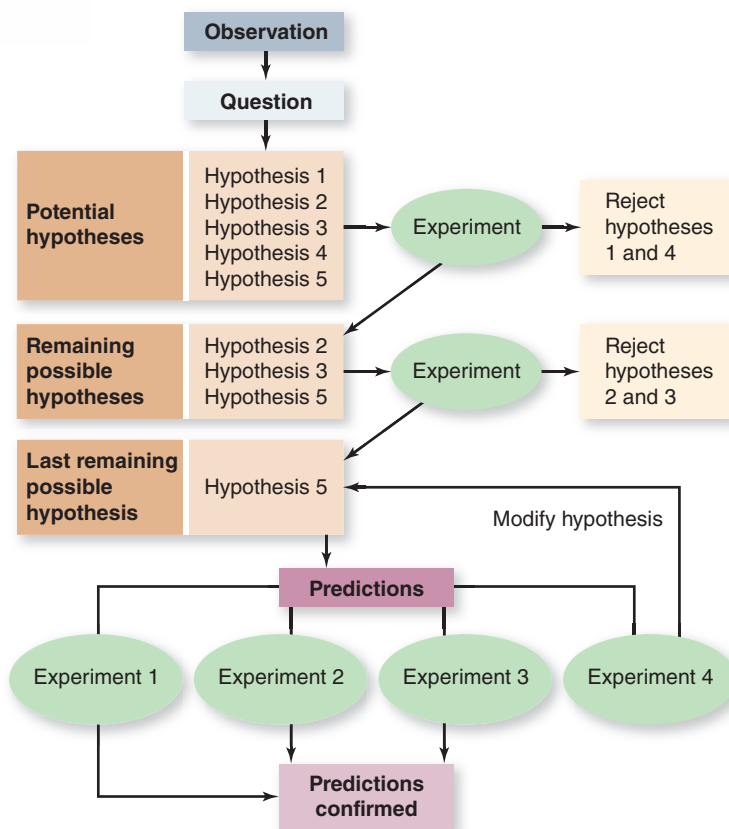 Observation
Question
Potential
hypotheses
Hypothesis 1
Hypothesis 2
Hypothesis 3
Hypothesis 4
Hypothesis 5
Experiment
Reject
hypotheses
1 and 4
Remaining
possible
hypotheses
Hypothesis 2
Hypothesis 3
Hypothesis 5
Experiment
Reject
hypotheses
2 and 3
Last remaining
possible
hypothesis
Hypothesis 5
Modify hypothesis
Predictions
Experiment 1
Experiment 2
Experiment 3
Experiment 4
Predictions
confirmed